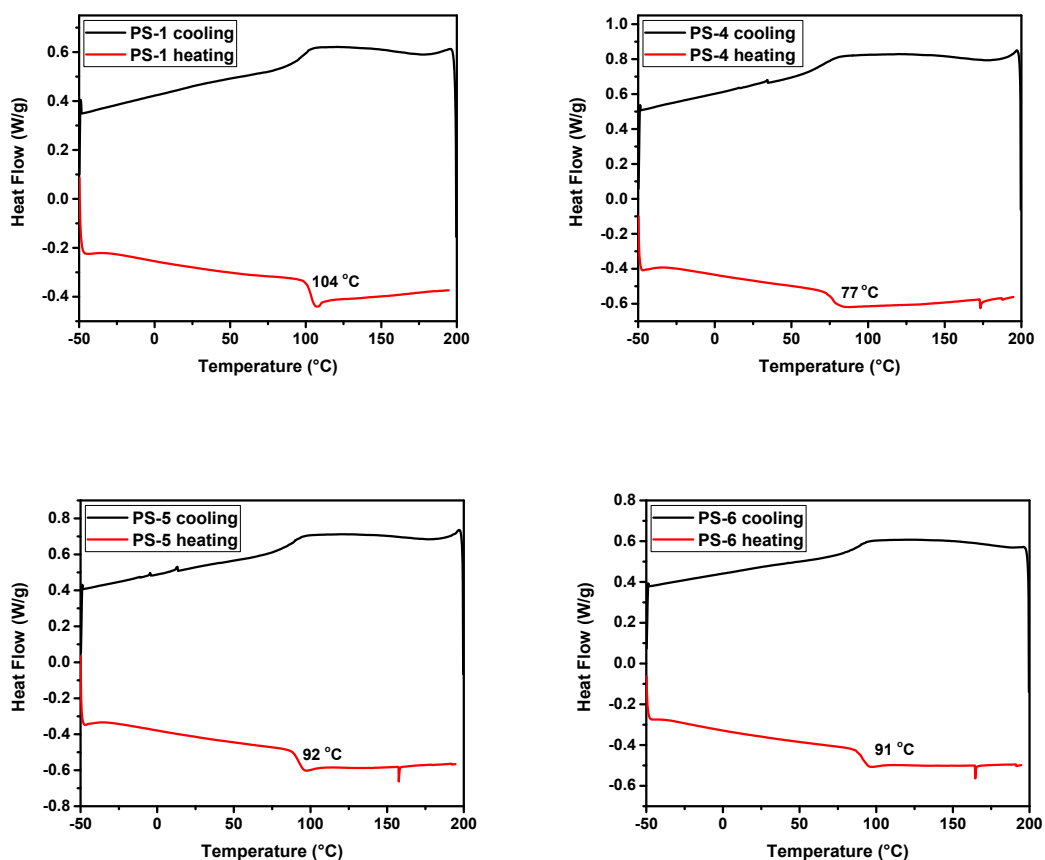 PS-1 cooling
PS-1 heating
Heat Flow (W/g)
0.6
0.4
0.2
0.0
-0.2
-0.4
104 °C
-50 0 50 100 150 200
Temperature (°C)
PS-4 cooling
PS-4 heating
Heat Flow (W/g)
1.0
0.8
0.6
0.4
0.2
0.0
-0.2
-0.4
-0.6
77 °C
-50 0 50 100 150 200
Temperature (°C)
PS-5 cooling
PS-5 heating
Heat Flow (W/g)
0.8
0.6
0.4
0.2
0.0
-0.2
-0.4
-0.6
-0.8
92 °C
-50 0 50 100 150 200
Temperature (°C)
PS-6 cooling
PS-6 heating
Heat Flow (W/g)
0.8
0.6
0.4
0.2
0.0
-0.2
-0.4
-0.6
91 °C
-50 0 50 100 150 200
Temperature (°C)